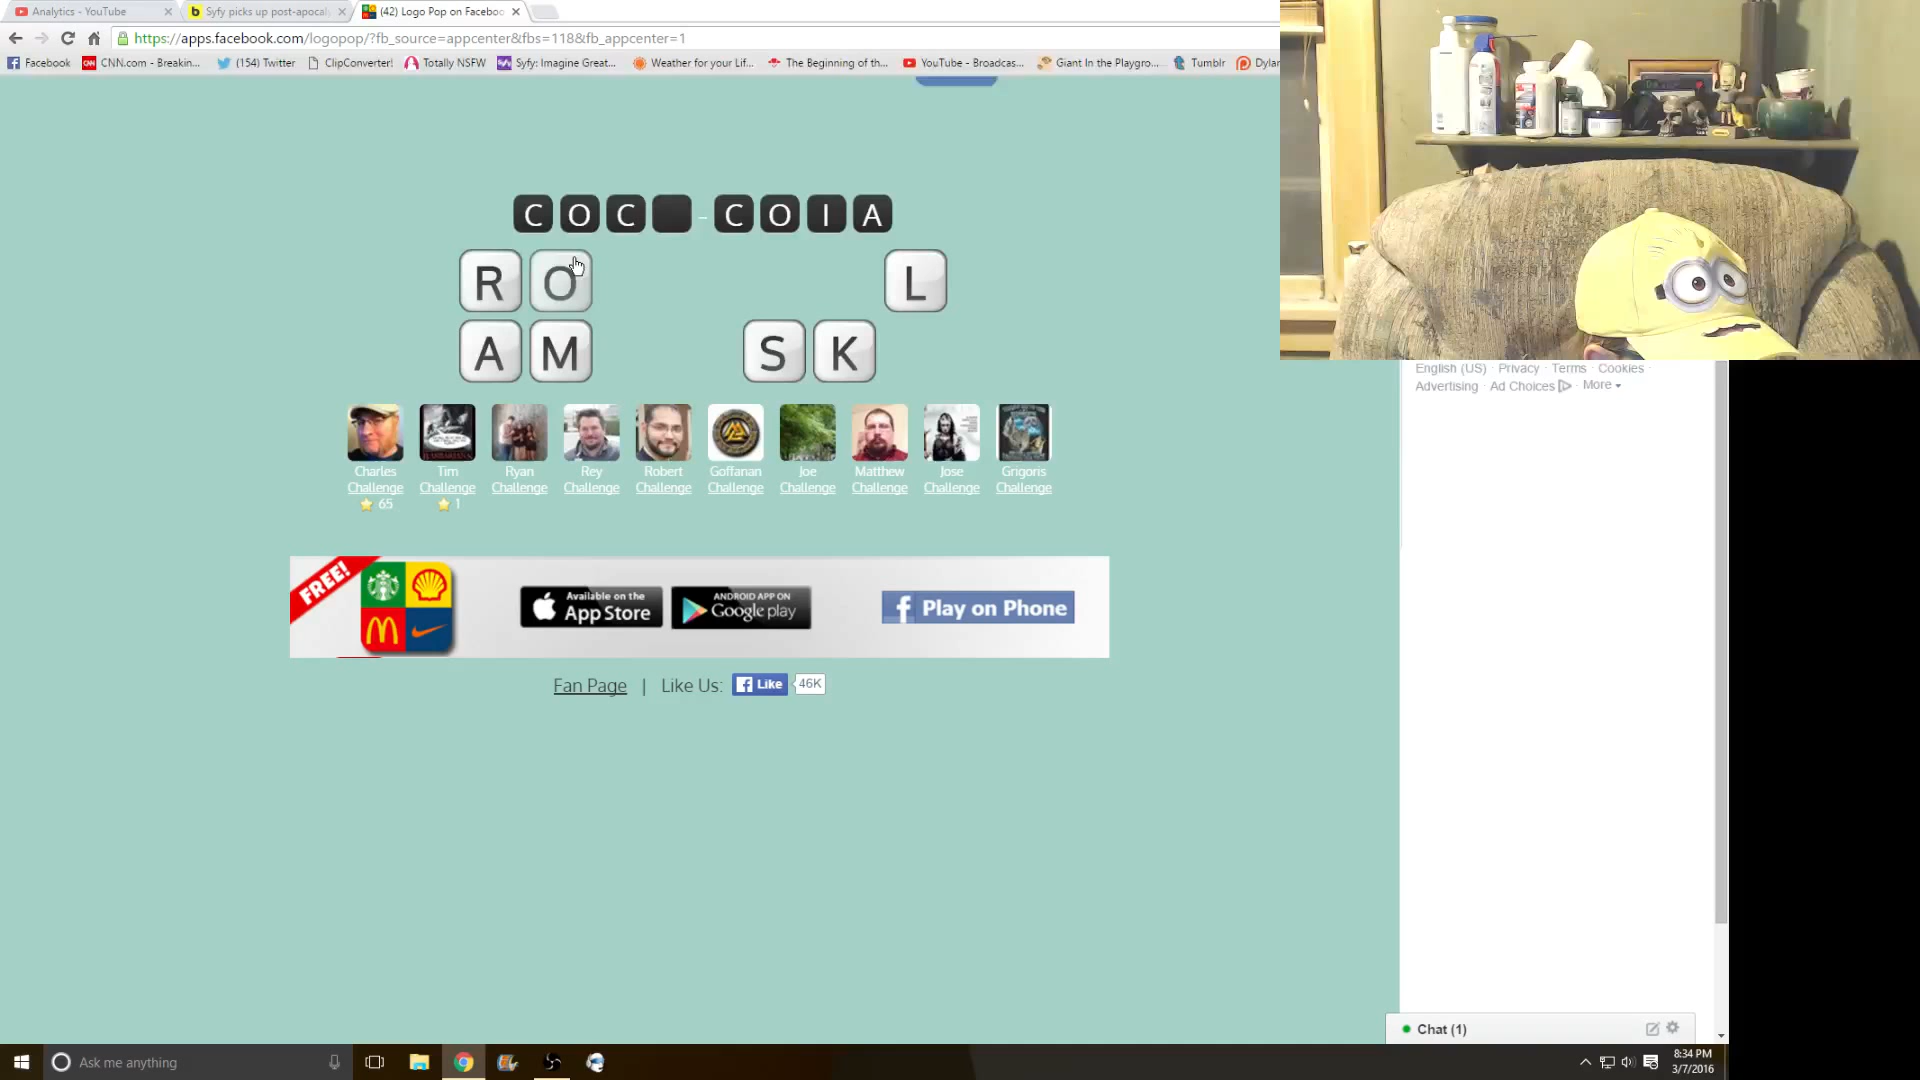 Analytics - YouTube
Syfy picks up post-apocal
(42) Logo Pop on Faceboo
https://apps.facebook.com/logopop/?fb_source=appcenter&fbs=118&fb_appcenter=1
Facebook
CNN.com - Breakin...
(154) Twitter
ClipConverter!
Totally NSFW
Syfy: Imagine Great...
Weather for your Lif...
The Beginning of th...
YouTube - Broadcas...
Giant In the Playgro...
Tumblr
Dylan
C O C - C O I A
R O L
A M S K
Charles Tim Ryan Rey Robert Goffanan Joe Matthew Jose Grigoris
Challenge Challenge Challenge Challenge Challenge Challenge Challenge Challenge Challenge Challenge
65 1
FREE!
Available on the
App Store
ANDROID APP ON
Google play
f Play on Phone
Fan Page | Like Us: Like 46K
English (US) · Privacy · Terms · Cookies ·
Advertising · Ad Choices · More
Chat (1)
Ask me anything
8:34 PM
3/7/2016